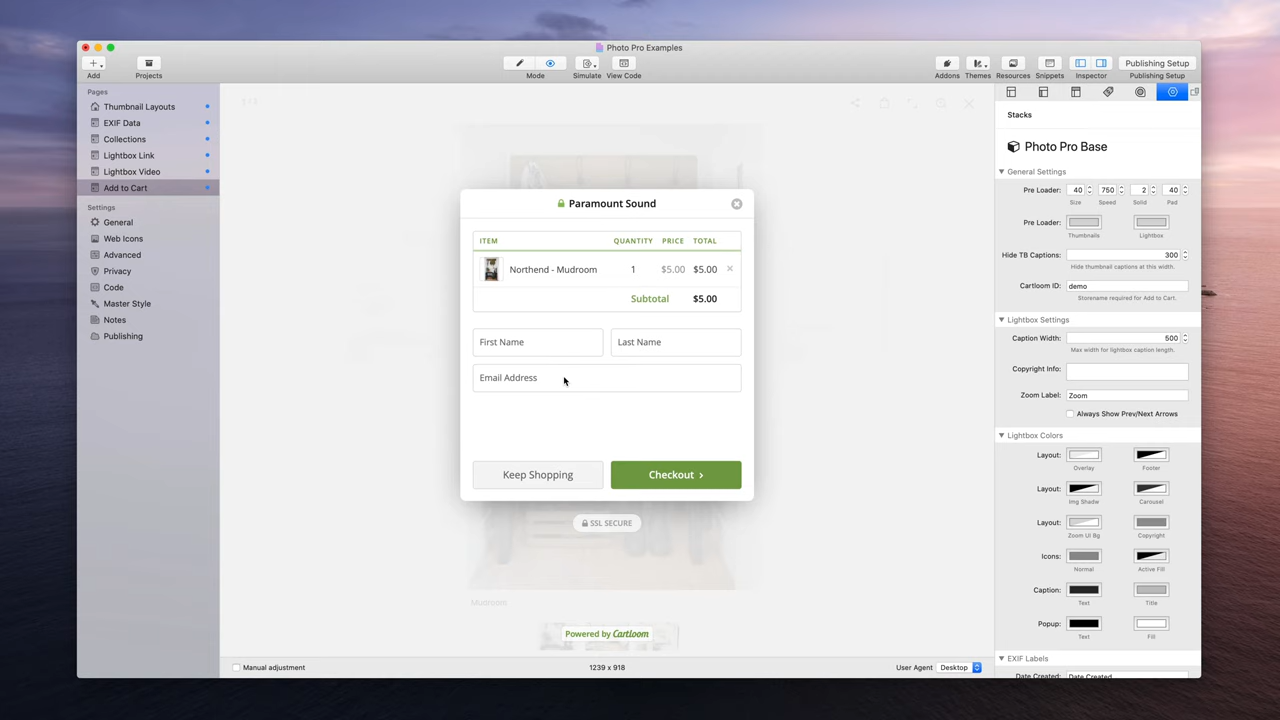 Photo Pro Examples
Add
Projects
Mode
Simulate
View Code
Addons
Themes
Resources
Snippets
Inspector
Publishing Setup
Publishing Setup
Pages
Thumbnail Layouts
EXIF Data
Collections
Lightbox Link
Lightbox Video
Add to Cart
Settings
General
Web Icons
Advanced
Privacy
Code
Master Style
Notes
Publishing
Paramount Sound
ITEM QUANTITY PRICE TOTAL
Northend - Mudroom 1 $5.00 $5.00
Subtotal $5.00
First Name Last Name
Email Address
Keep Shopping Checkout
SSL SECURE
Mudroom
Powered by Cartloom
Manual adjustment
1239 x 918
User Agent Desktop
Stacks
Photo Pro Base
General Settings
Pre Loader: 40 750 2 40
Size Speed Solid Pad
Pre Loader:
Thumbnails Lightbox
Hide TB Captions: 300
Hide thumbnail captions at this width.
Cartloom ID: demo
Storename required for Add to Cart.
Lightbox Settings
Caption Width: 500
Max width for lightbox caption length.
Copyright Info:
Zoom Label: Zoom
Always Show Prev/Next Arrows
Lightbox Colors
Layout:
Overlay Footer
Layout:
Img Shadw Carousel
Layout:
Zoom UI Bg Copyright
Icons:
Normal Active Fill
Caption:
Text Title
Popup:
Text Fill
EXIF Labels
Date Created: Date Created